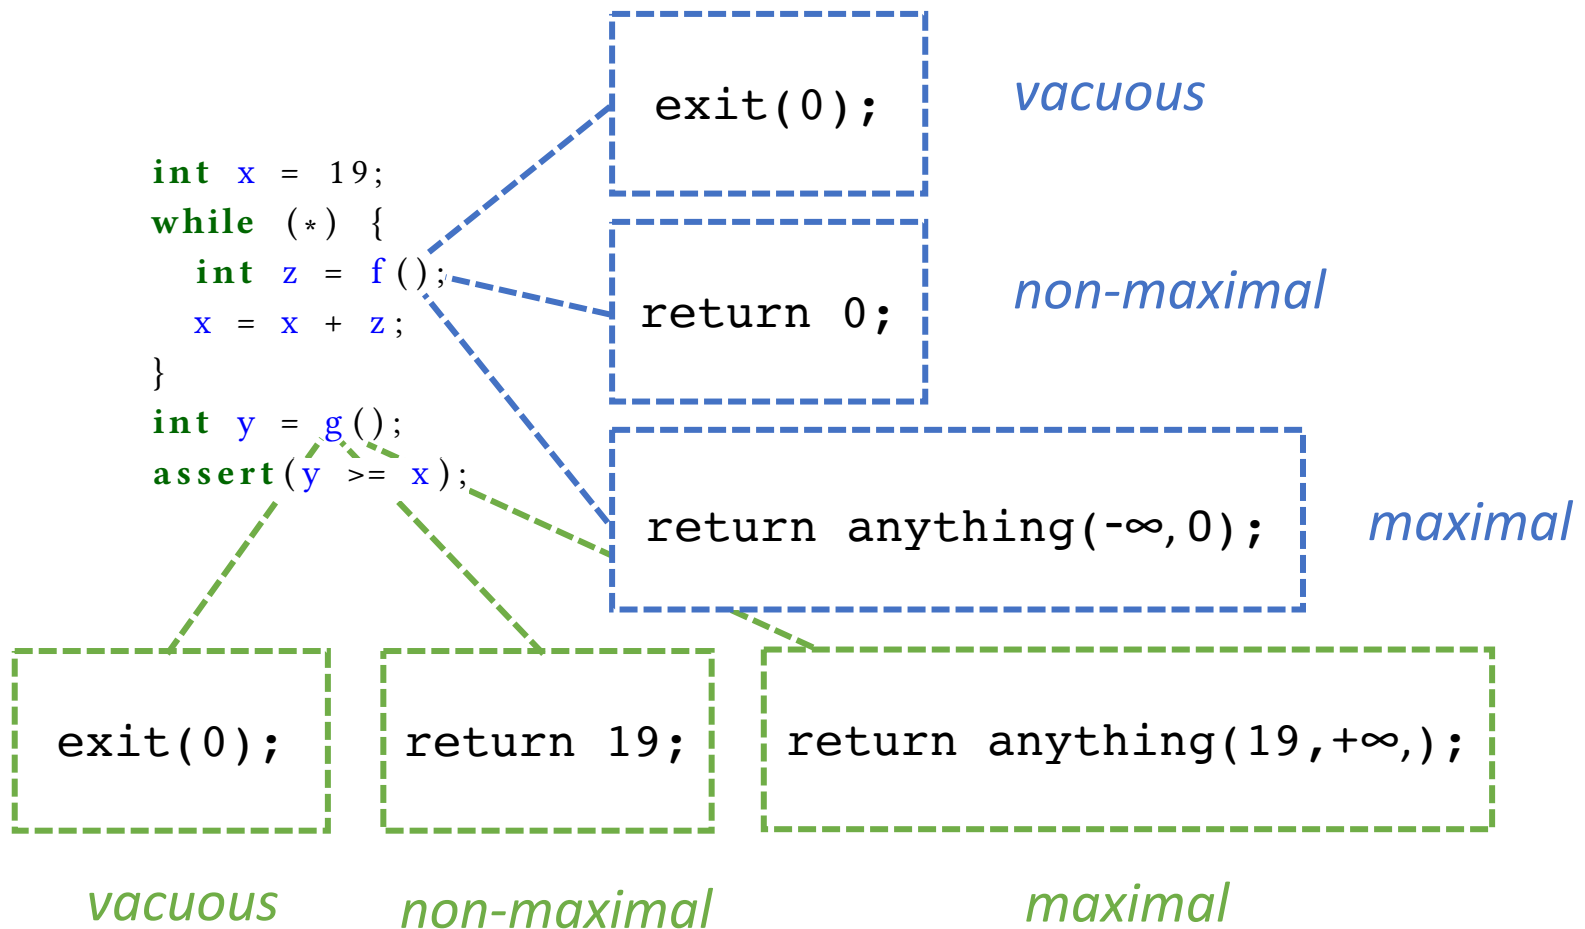 int x = 19;
while (*) {
int z = f();
x = x + z;
}
int y = g();
assert(y >= x);
exit(0);
vacuous
return 0;
non-maximal
return anything(-∞,0);
maximal
exit(0);
return 19;
return anything(19,+∞,);
vacuous
non-maximal
maximal